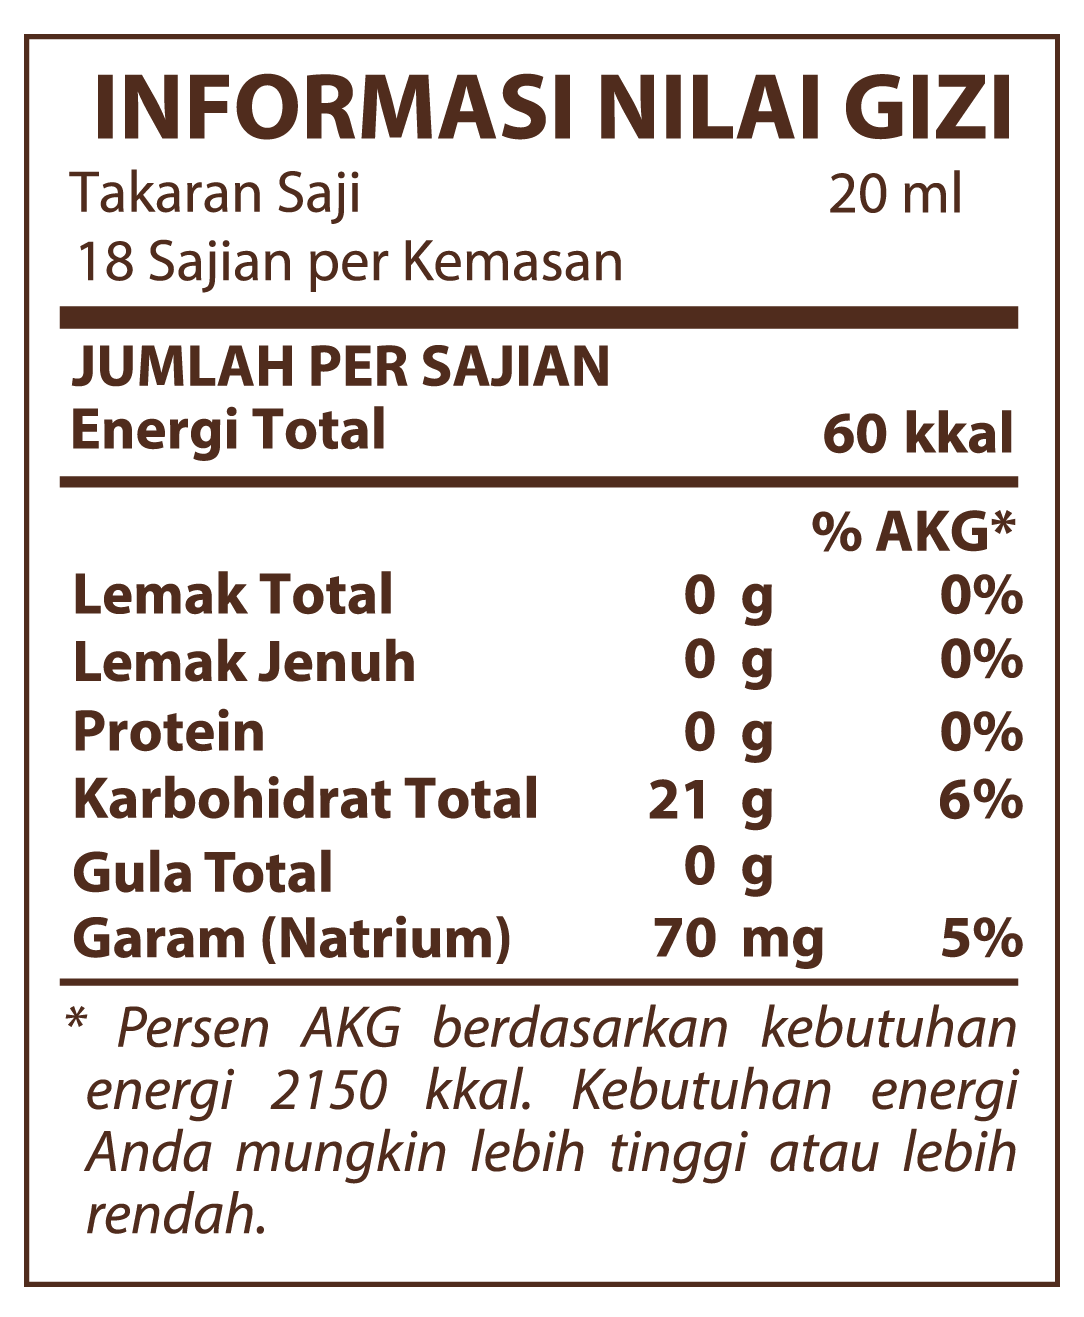 INFORMASI NILAI GIZI
Takaran Saji 20 ml
18 Sajian per Kemasan
JUMLAH PER SAJIAN
Energi Total 60 kkal
% AKG*
Lemak Total 0 g 0%
Lemak Jenuh 0 g 0%
Protein 0 g 0%
Karbohidrat Total 21 g 6%
Gula Total 0 g
Garam (Natrium) 70 mg 5%
* Persen AKG berdasarkan kebutuhan
energi 2150 kkal. Kebutuhan energi
Anda mungkin lebih tinggi atau lebih
rendah.